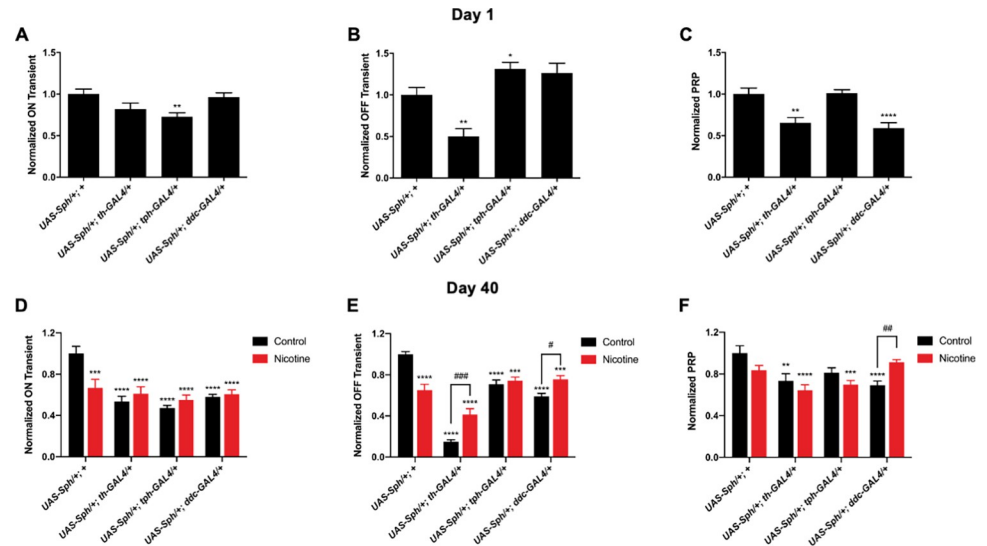 Day 1
A
Normalized ON Transient
1.5
1.0
0.5
0.0
**
UAS-Sph/+; +
UAS-Sph/+; th-GAL4/+
UAS-Sph/+; tph-GAL4/+
UAS-Sph/+; ddc-GAL4/+
B
Normalized OFF Transient
1.5
1.0
0.5
0.0
**
*
UAS-Sph/+; +
UAS-Sph/+; th-GAL4/+
UAS-Sph/+; tph-GAL4/+
UAS-Sph/+; ddc-GAL4/+
C
Normalized PRP
1.5
1.0
0.5
0.0
**
****
UAS-Sph/+; +
UAS-Sph/+; th-GAL4/+
UAS-Sph/+; tph-GAL4/+
UAS-Sph/+; ddc-GAL4/+
Day 40
D
Normalized ON Transient
1.2
0.8
0.4
0.0
***
****
****
****
****
****
****
Control
Nicotine
UAS-Sph/+; +
UAS-Sph/+; th-GAL4/+
UAS-Sph/+; tph-GAL4/+
UAS-Sph/+; ddc-GAL4/+
E
Normalized OFF Transient
1.2
0.8
0.4
0.0
****
###
****
****
****
***
#
****
***
Control
Nicotine
UAS-Sph/+; +
UAS-Sph/+; th-GAL4/+
UAS-Sph/+; tph-GAL4/+
UAS-Sph/+; ddc-GAL4/+
F
Normalized PRP
1.2
0.8
0.4
0.0
**
****
***
##
****
Control
Nicotine
UAS-Sph/+; +
UAS-Sph/+; th-GAL4/+
UAS-Sph/+; tph-GAL4/+
UAS-Sph/+; ddc-GAL4/+